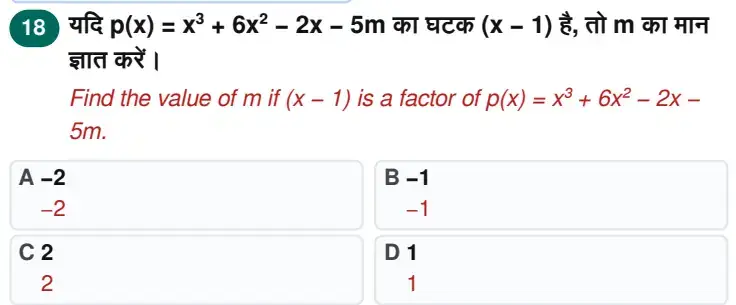 18 यदि p(x) = x³ + 6x² – 2x – 5m का घटक (x – 1) है, तो m का मान
ज्ञात करें।
Find the value of m if (x – 1) is a factor of p(x) = x³ + 6x² – 2x –
5m.
A –2
–2
B –1
–1
C 2
2
D 1
1